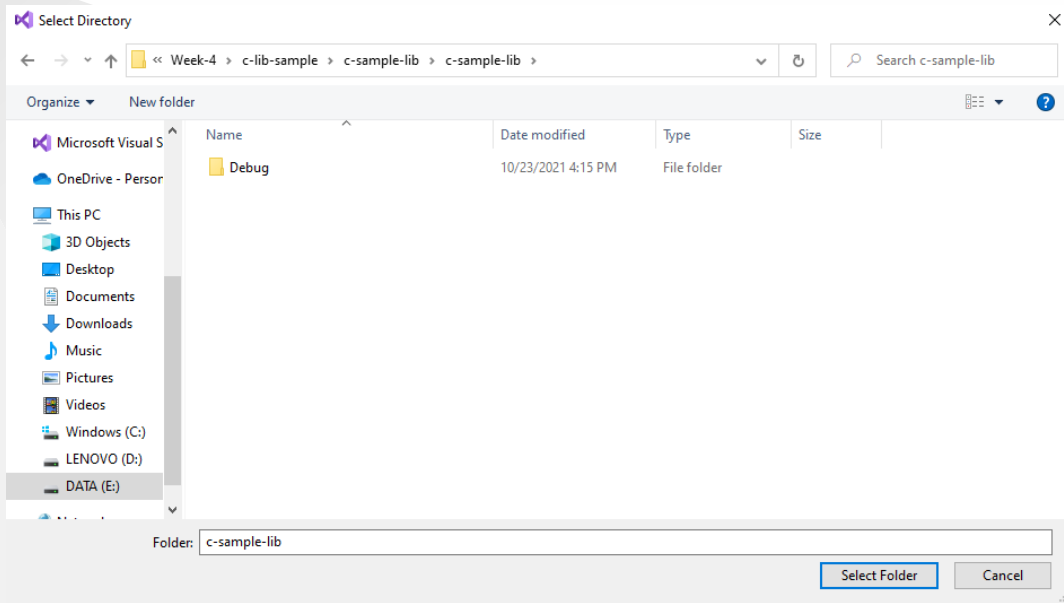 Select Directory
« Week-4 > c-lib-sample > c-sample-lib > c-sample-lib >
Search c-sample-lib
Organize
New folder
?
Name
Date modified
Type
Size
Microsoft Visual S
Debug
10/23/2021 4:15 PM
File folder
OneDrive - Person
This PC
3D Objects
Desktop
Documents
Downloads
Music
Pictures
Videos
Windows (C:)
LENOVO (D:)
DATA (E:)
Folder:
c-sample-lib
Select Folder
Cancel